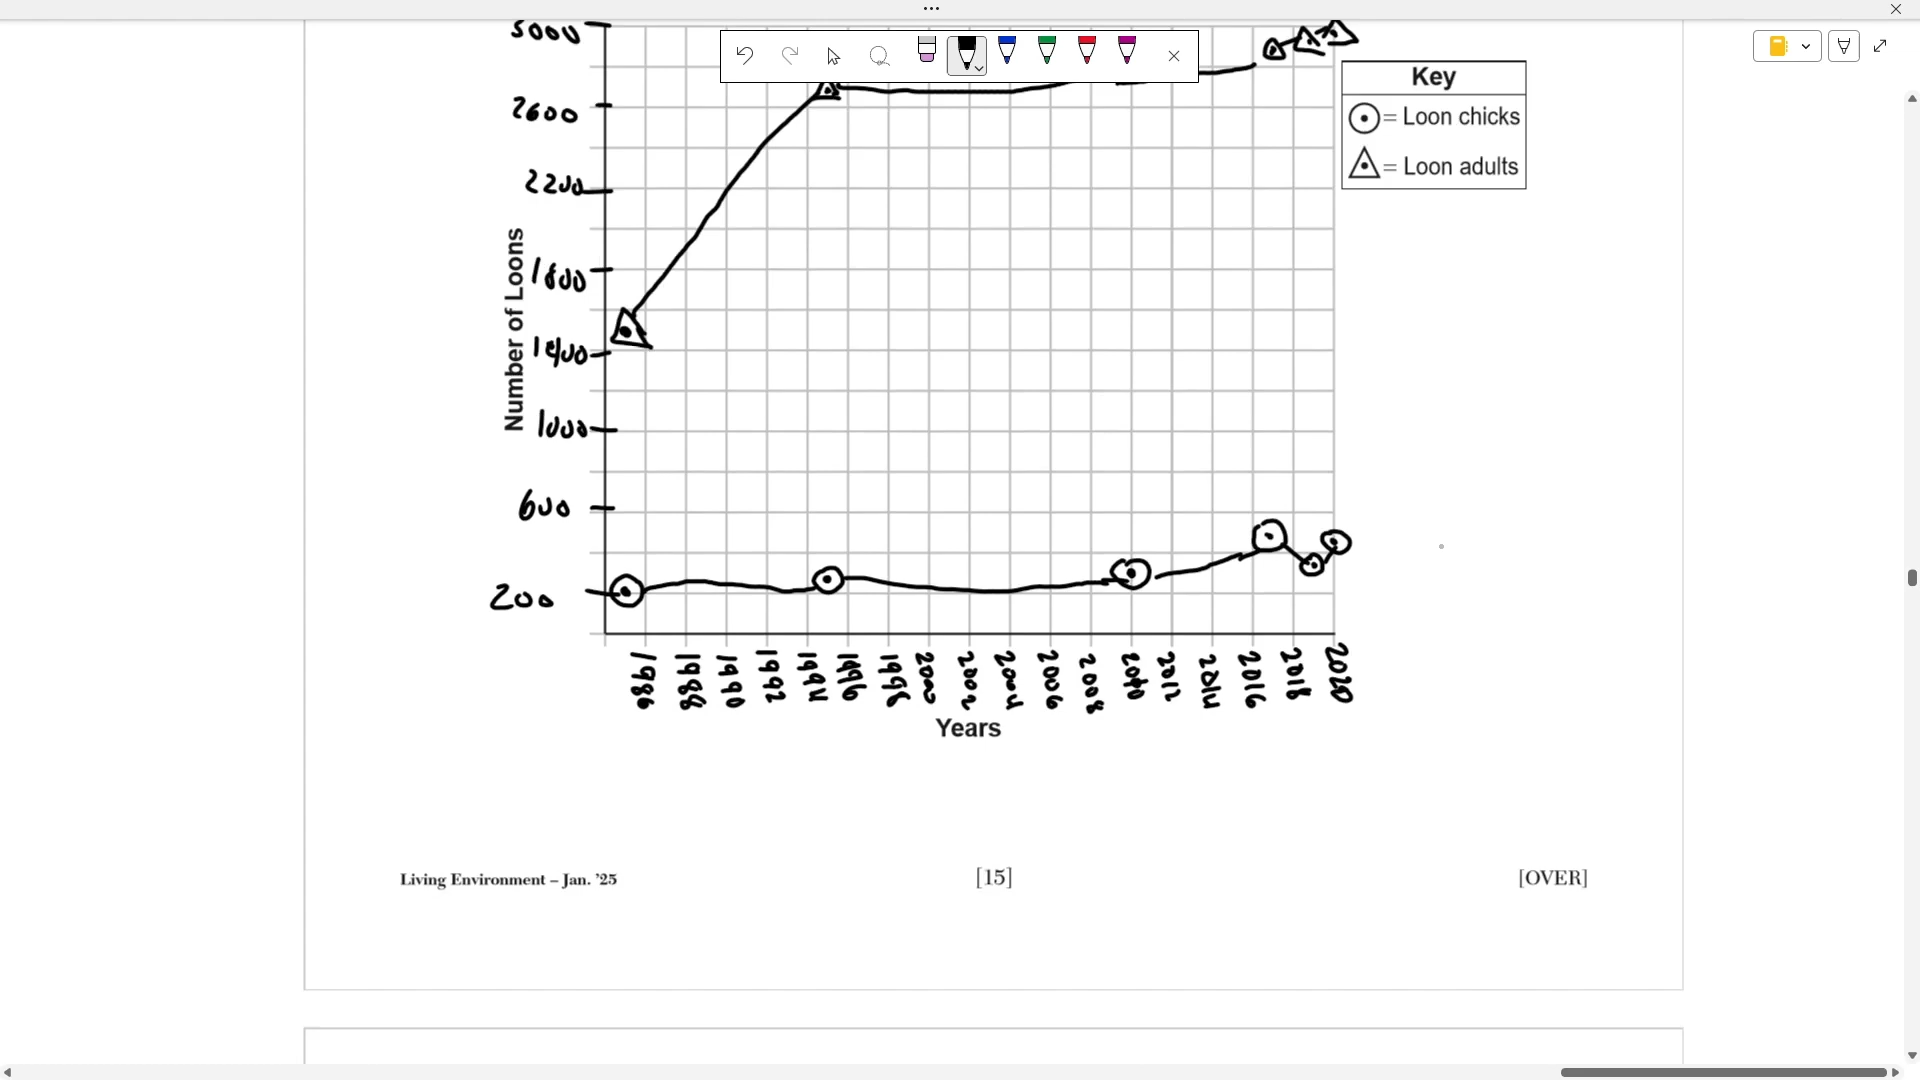 3000
2600
2200
1800
1400
1000
600
200
Number of Loons
Key
= Loon chicks
= Loon adults
1986 1988 1990 1992 1994 1996 1998 2000 2002 2004 2006 2008 2010 2012 2014 2016 2018 2020
Years
Living Environment – Jan. ’25 [15] [OVER]